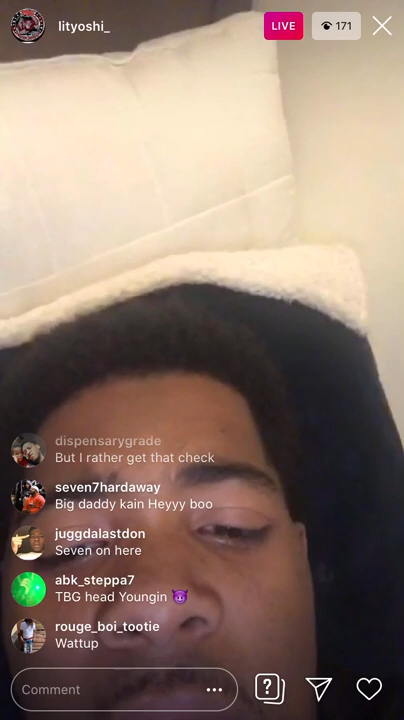 lityoshi_
LIVE
171
dispensarygrade
But I rather get that check
seven7hardaway
Big daddy kain Heyyy boo
juggdalastdon
Seven on here
abk_steppa7
TBG head Youngin 😈
rouge_boi_tootie
Wattup
Comment